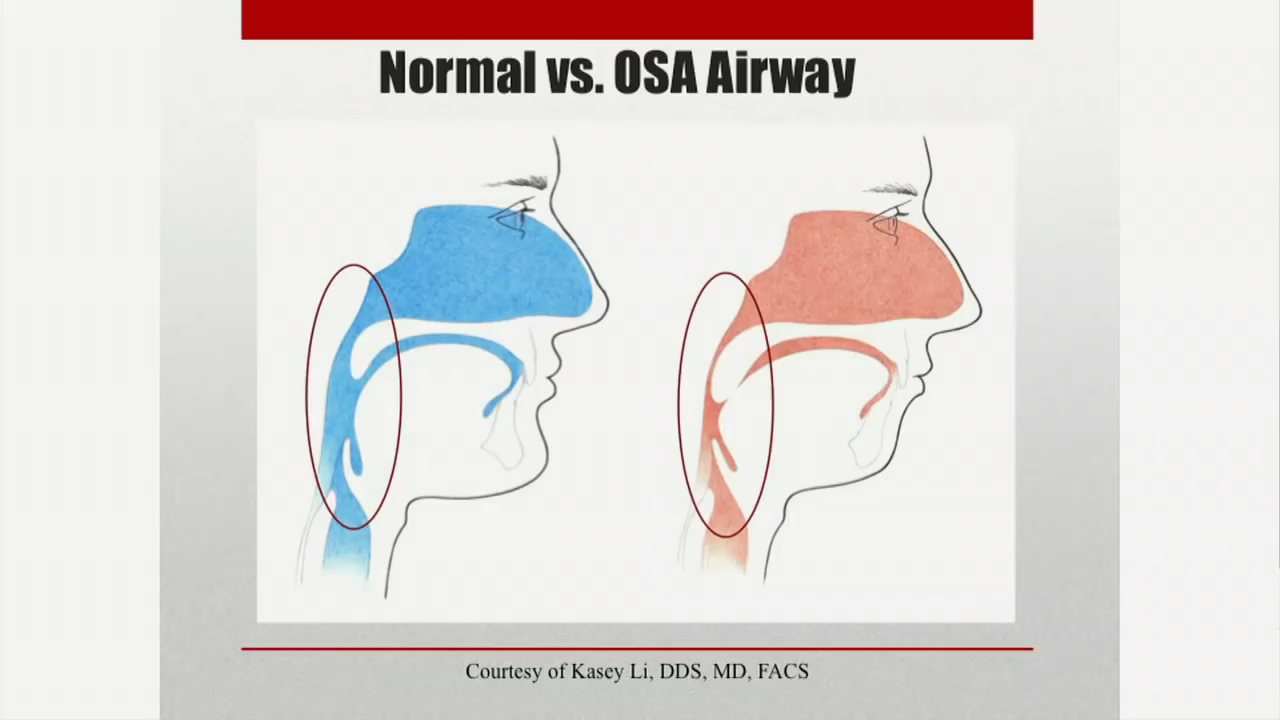 Normal vs. OSA Airway
Courtesy of Kasey Li, DDS, MD, FACS